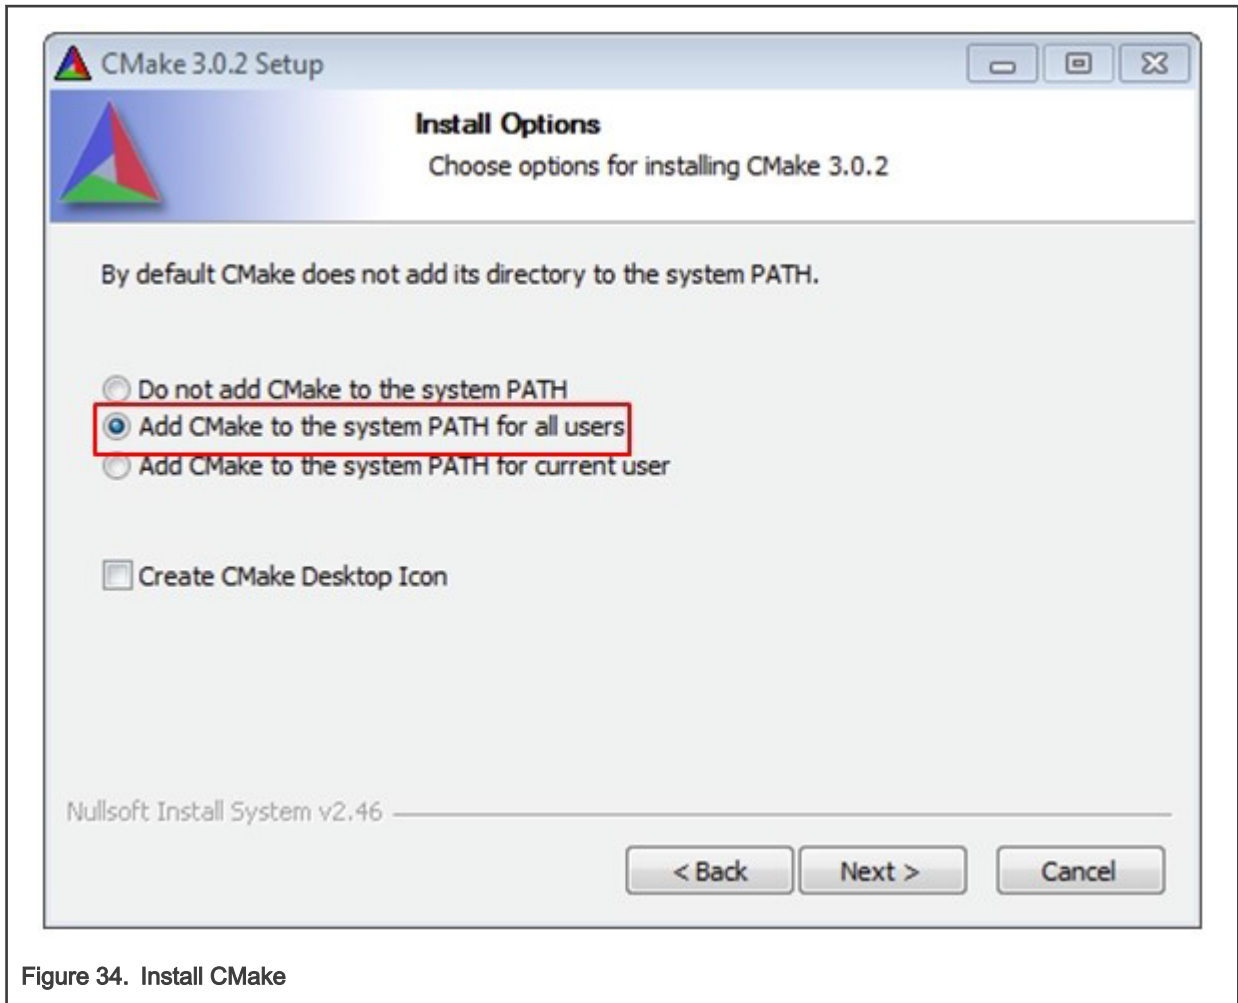 CMake 3.0.2 Setup
Install Options
Choose options for installing CMake 3.0.2
By default CMake does not add its directory to the system PATH.
Do not add CMake to the system PATH
Add CMake to the system PATH for all users
Add CMake to the system PATH for current user
Create CMake Desktop Icon
Nullsoft Install System v2.46
< Back Next > Cancel
Figure 34. Install CMake